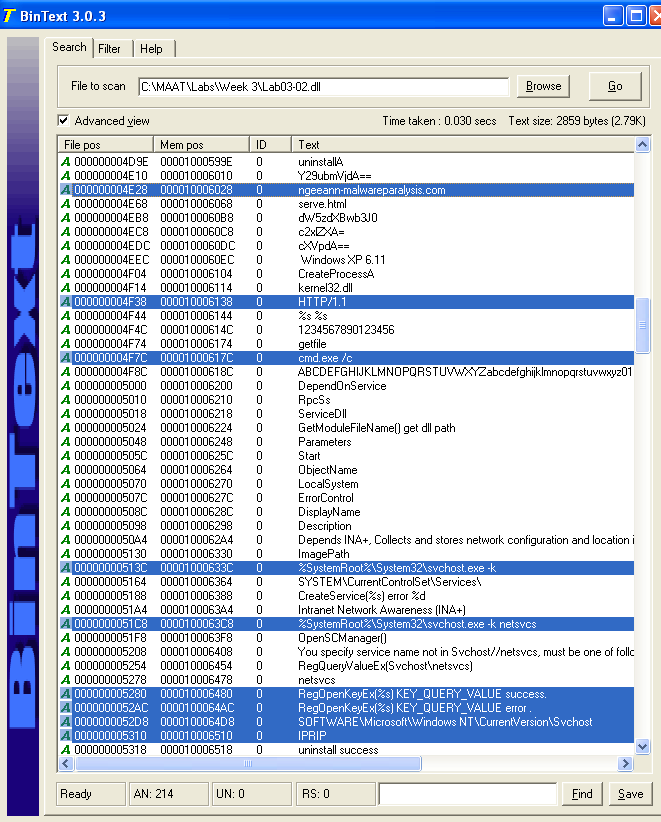 BinText 3.0.3
Search Filter Help
File to scan C:\MAAT\Labs\Week 3\Lab03-02.dll Browse Go
Advanced view Time taken : 0.030 secs Text size: 2859 bytes (2.79K)
File pos Mem pos ID Text
A 000000004D9E 00001000599E 0 uninstallA
A 000000004E10 000010006010 0 Y29ubmVjdA==
A 000000004E28 000010006028 0 ngeeann-malwareparalysis.com
A 000000004E68 000010006068 0 serve.html
A 000000004EB8 0000100060B8 0 dW5zdXBwb3J0
A 000000004EC8 0000100060C8 0 c2xlZXA=
A 000000004EDC 0000100060DC 0 cXVpdA==
A 000000004EEC 0000100060EC 0 Windows XP 6.11
A 000000004F04 000010006104 0 CreateProcessA
A 000000004F14 000010006114 0 kernel32.dll
A 000000004F38 000010006138 0 HTTP/1.1
A 000000004F44 000010006144 0 %s %s
A 000000004F4C 00001000614C 0 1234567890123456
A 000000004F74 000010006174 0 getfile
A 000000004F7C 00001000617C 0 cmd.exe /c
A 000000004F8C 00001000618C 0 ABCDEFGHIJKLMNOPQRSTUVWXYZabcdefghijklmnopqrstuvwxyz01
A 000000005000 000010006200 0 DependOnService
A 000000005010 000010006210 0 RpcSs
A 000000005018 000010006218 0 ServiceDll
A 000000005024 000010006224 0 GetModuleFileName() get dll path
A 000000005048 000010006248 0 Parameters
A 00000000505C 00001000625C 0 Start
A 000000005064 000010006264 0 ObjectName
A 000000005070 000010006270 0 LocalSystem
A 00000000507C 00001000627C 0 ErrorControl
A 00000000508C 00001000628C 0 DisplayName
A 000000005098 000010006298 0 Description
A 0000000050A4 0000100062A4 0 Depends INA+, Collects and stores network configuration and location i
A 000000005130 000010006330 0 ImagePath
A 00000000513C 00001000633C 0 %SystemRoot%\System32\svchost.exe -k
A 000000005164 000010006364 0 SYSTEM\CurrentControlSet\Services\
A 000000005188 000010006388 0 CreateService(%s) error %d
A 0000000051A4 0000100063A4 0 Intranet Network Awareness (INA+)
A 0000000051C8 0000100063C8 0 %SystemRoot%\System32\svchost.exe -k netsvcs
A 0000000051F8 0000100063F8 0 OpenSCManager()
A 000000005208 000010006408 0 You specify service name not in Svchost//netsvcs, must be one of follo
A 000000005254 000010006454 0 RegQueryValueEx(Svchost\netsvcs)
A 000000005278 000010006478 0 netsvcs
A 000000005280 000010006480 0 RegOpenKeyEx(%s) KEY_QUERY_VALUE success.
A 0000000052AC 0000100064AC 0 RegOpenKeyEx(%s) KEY_QUERY_VALUE error .
A 0000000052D8 0000100064D8 0 SOFTWARE\Microsoft\Windows NT\CurrentVersion\Svchost
A 000000005310 000010006510 0 IPRIP
A 000000005318 000010006518 0 uninstall success
Ready AN: 214 UN: 0 RS: 0 Find Save
BinText